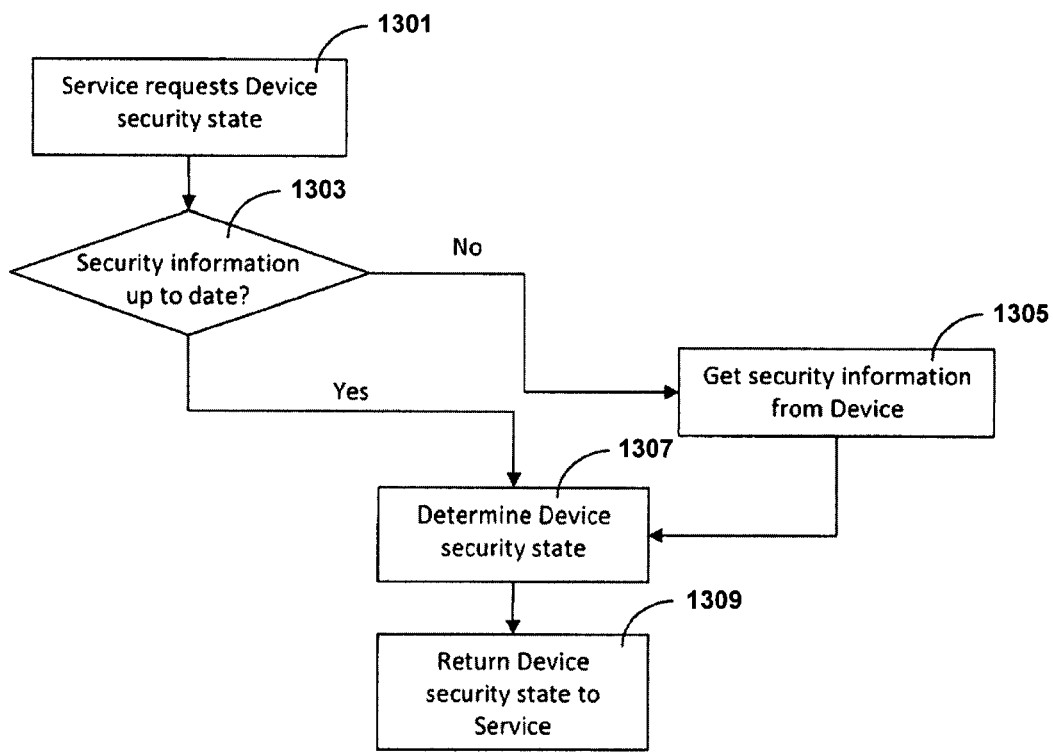 1301
Service requests Device
security state
1303
Security information
up to date?
No
1305
Get security information
from Device
Yes
1307
Determine Device
security state
1309
Return Device
security state to
Service